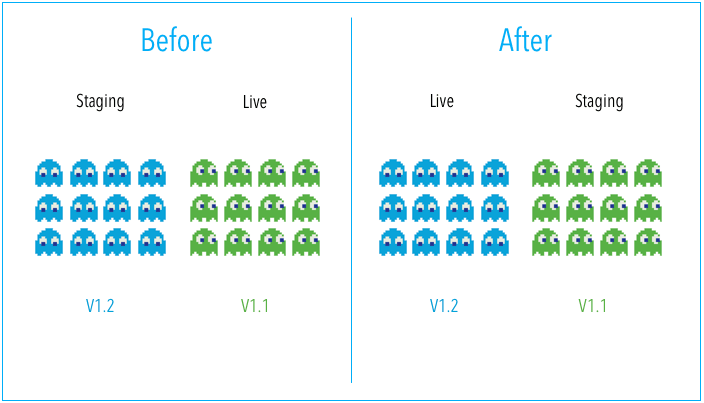 Before
After
Staging
Live
Live
Staging
V1.2
V1.1
V1.2
V1.1